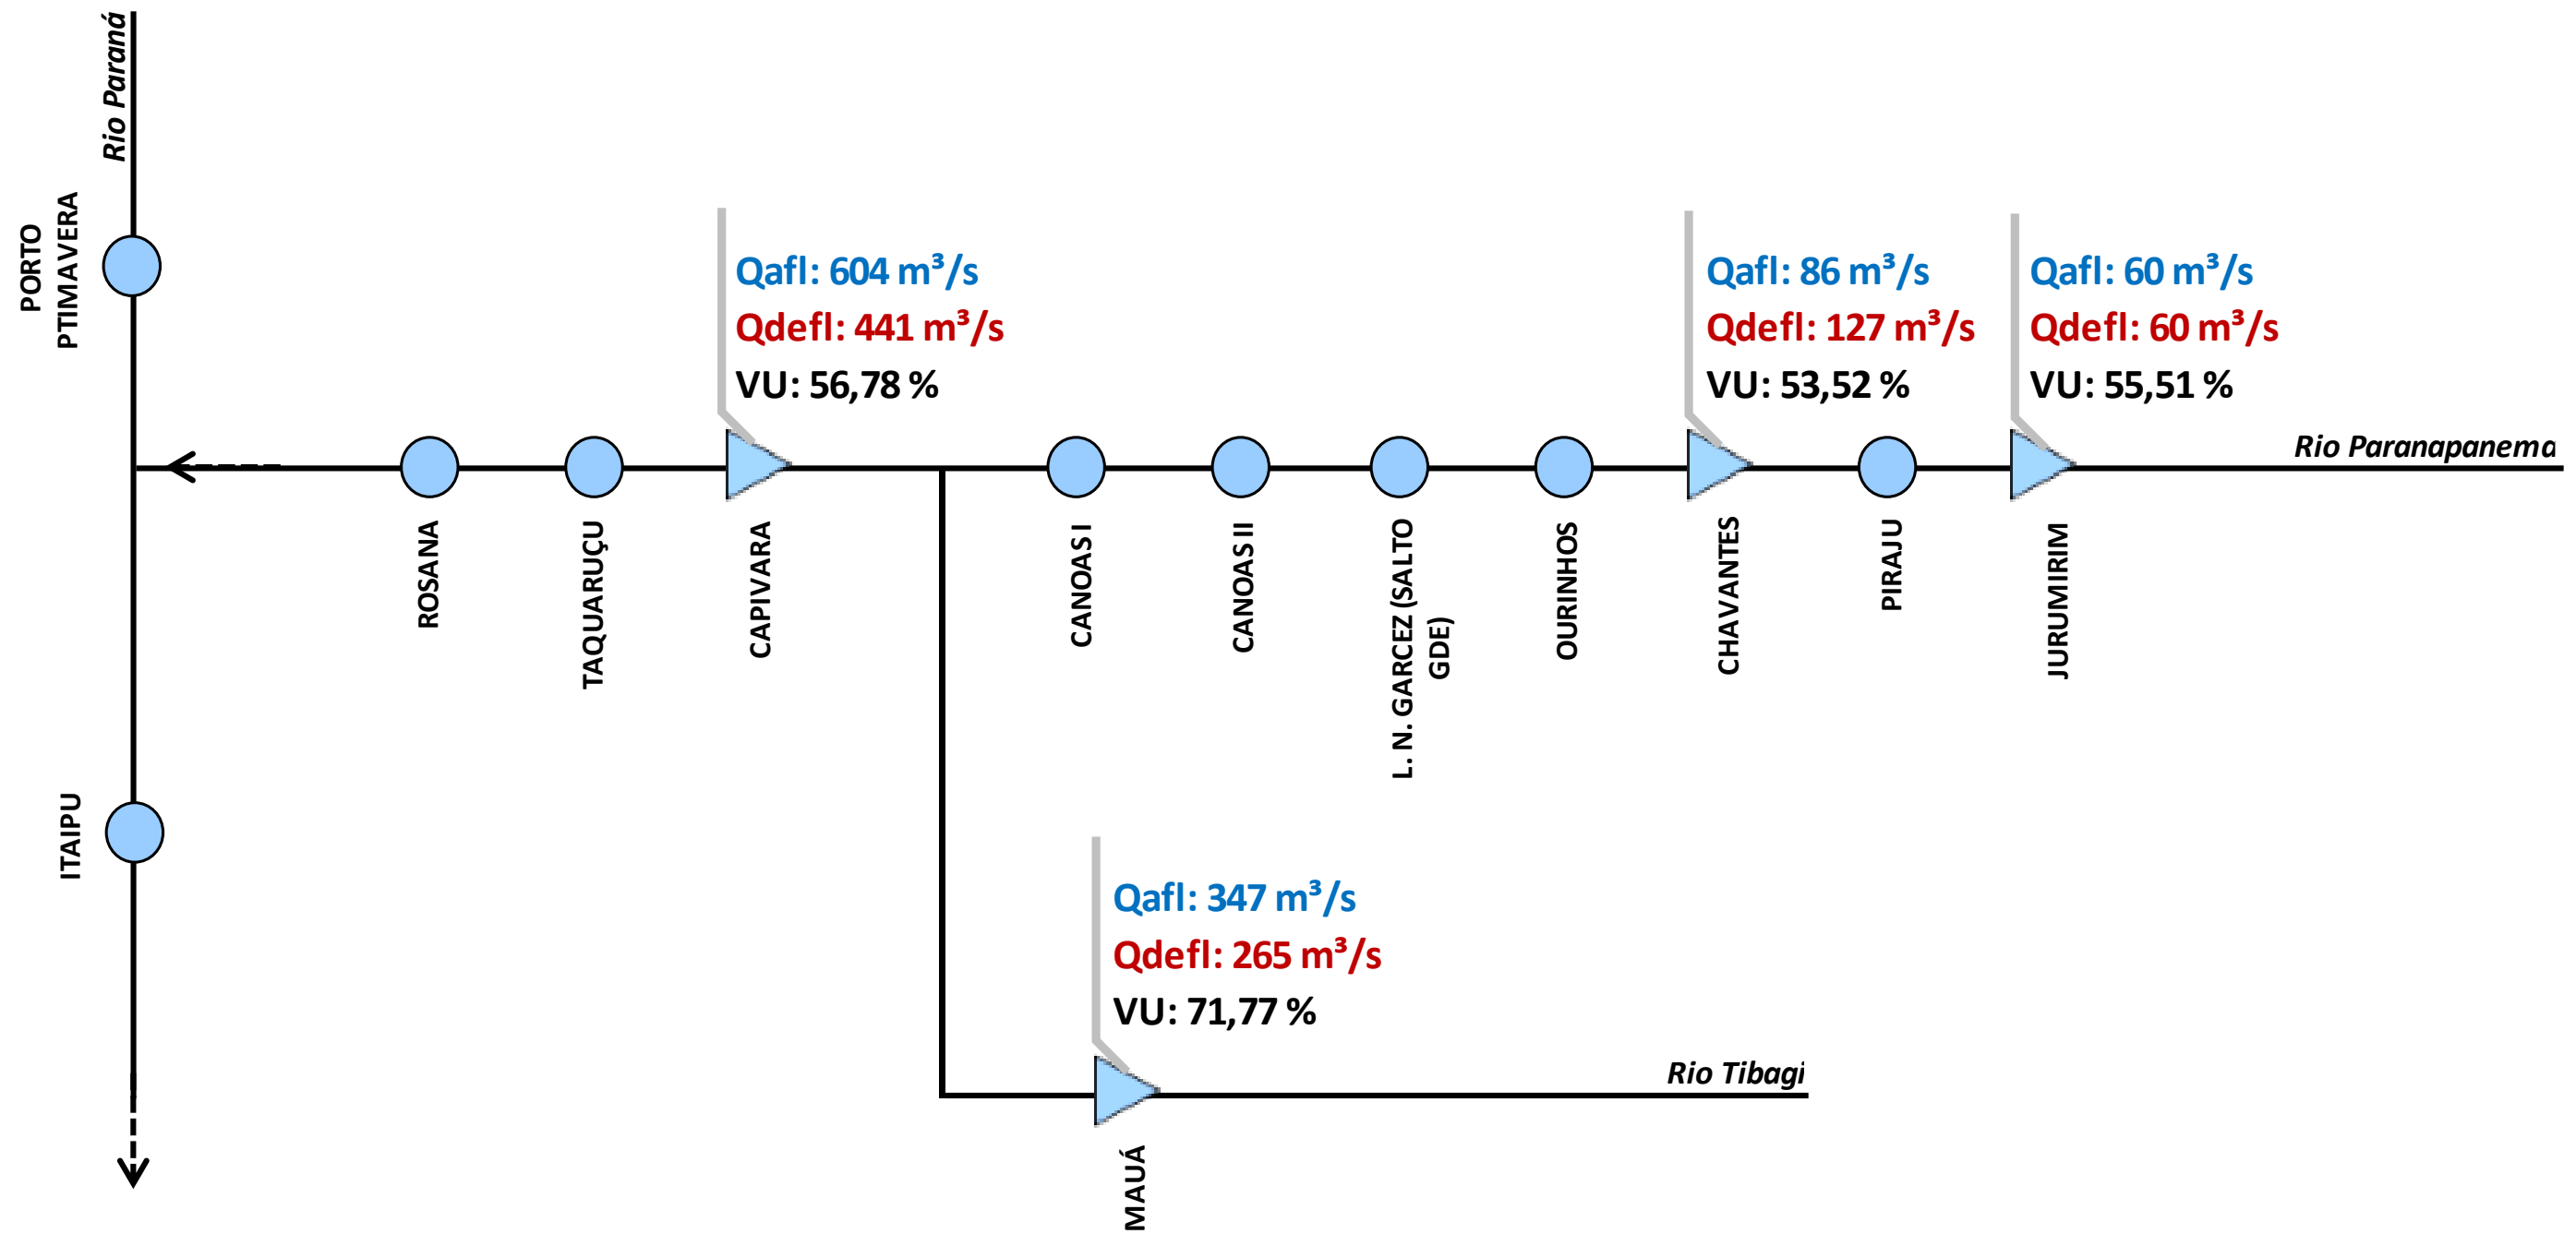 Rio Paraná
PORTO
PTIMAVERA
Qafl: 604 m³/s
Qdefl: 441 m³/s
VU: 56,78 %
Qafl: 86 m³/s
Qdefl: 127 m³/s
VU: 53,52 %
Qafl: 60 m³/s
Qdefl: 60 m³/s
VU: 55,51 %
Rio Paranapanema
ROSANA
TAQUARUÇU
CAPIVARA
CANOAS I
CANOAS II
L. N. GARCEZ (SALTO
GDE)
OURINHOS
CHAVANTES
PIRAJU
JURUMIRIM
ITAIPU
Qafl: 347 m³/s
Qdefl: 265 m³/s
VU: 71,77 %
Rio Tibagi
MAUÁ